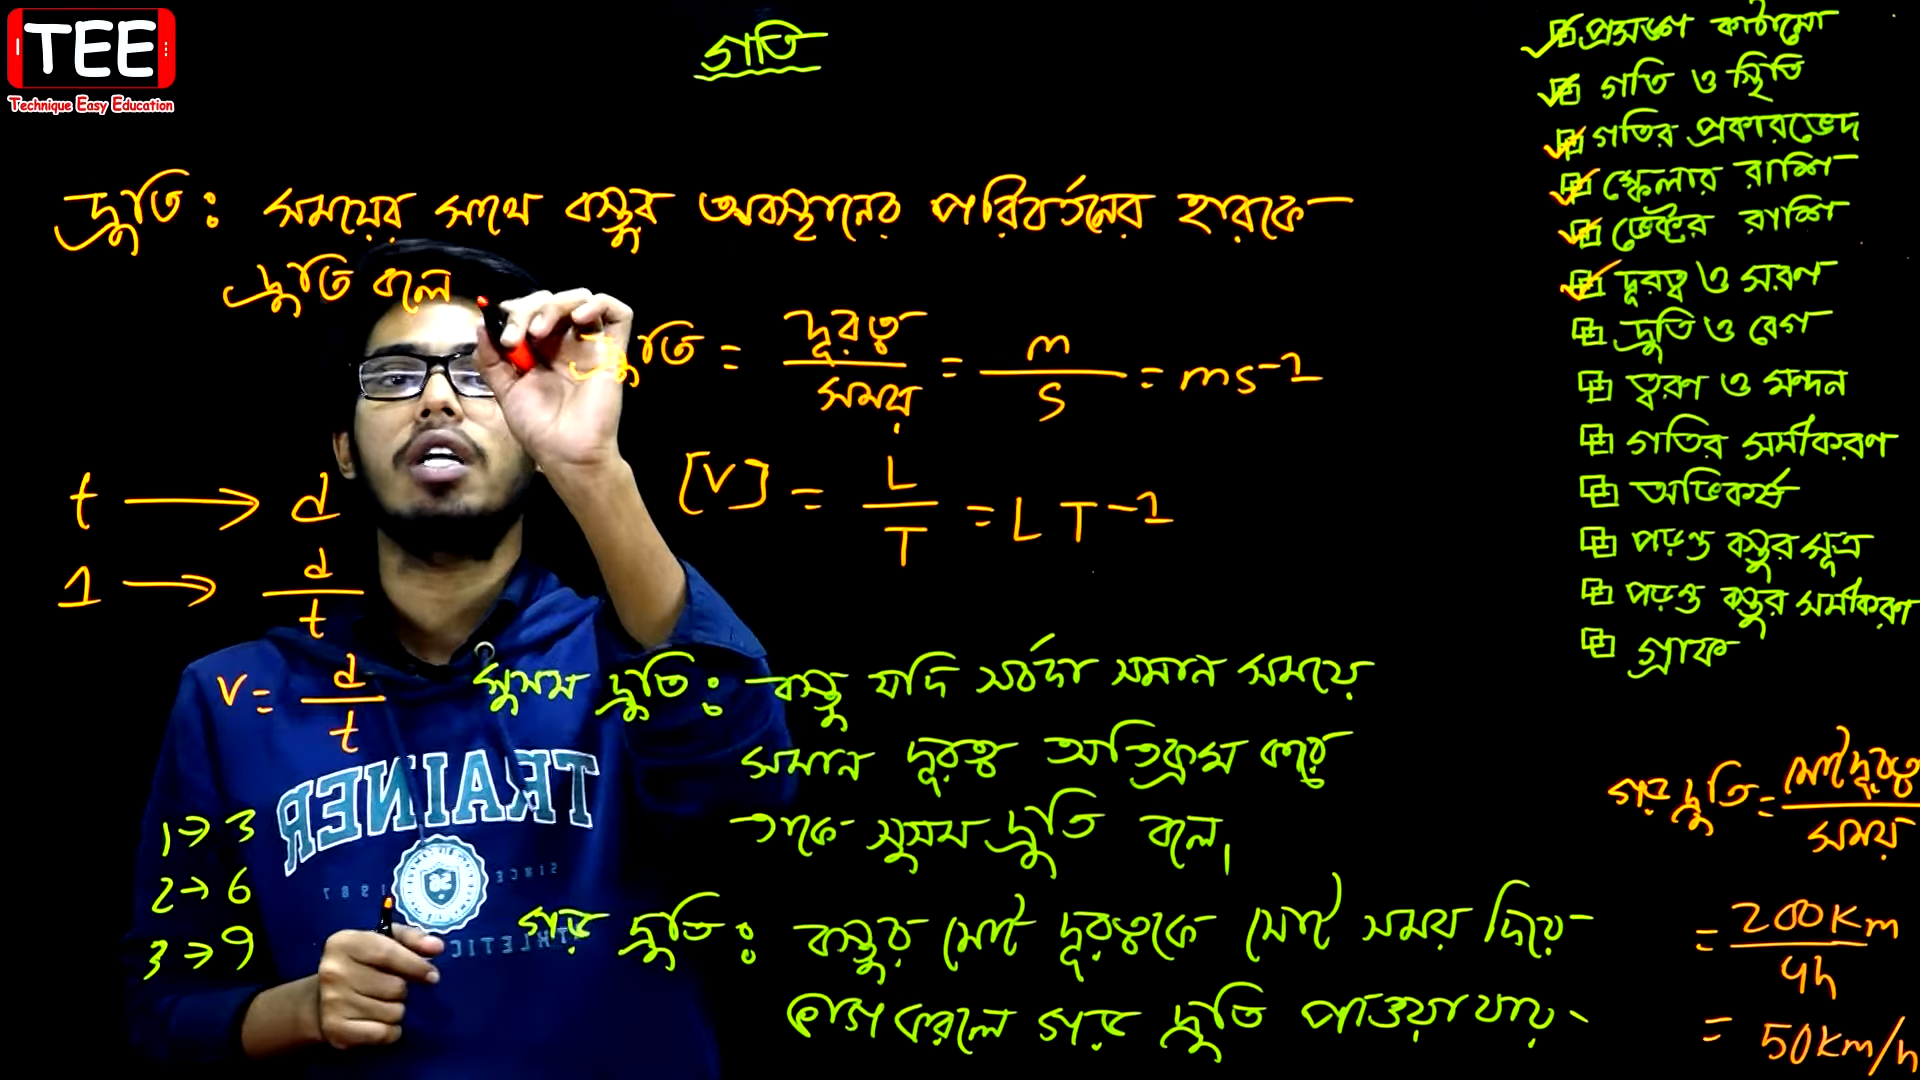 TEE
Technique Easy Education
গতি
দ্রুতি : সময়ের সাথে বস্তুর অবস্থানের পরিবর্তনের হারকে
দ্রুতি বলে
দ্রুতি = দূরত্ব / সময় = m / s = ms⁻¹
[v] = L / T = LT⁻¹
t → d
1 → d / t
v = d / t
সুষম দ্রুতি : বস্তু যদি সর্বদা সমান সময়ে
সমান দূরত্ব অতিক্রম করে
তাকে সুষম দ্রুতি বলে।
1 → 3
2 → 6
3 → 9
TRAINER
SINCE 1987
ATHLETIC
গড় দ্রুতি : বস্তুর মোট দূরত্বকে মোট সময় দিয়ে
ভাগ করলে গড় দ্রুতি পাওয়া যায়
প্রসঙ্গ কাঠামো
গতি ও স্থিতি
গতির প্রকারভেদ
স্কেলার রাশি
ভেক্টর রাশি
দূরত্ব ও সরণ
দ্রুতি ও বেগ
ত্বরণ ও মন্দন
গতির সমীকরণ
অভিকর্ষ
পড়ন্ত বস্তুর সূত্র
পড়ন্ত বস্তুর সমীকরণ
গ্রাফ
গড় দ্রুতি = মোট দূরত্ব / সময়
= 200km / 4h
= 50km/h